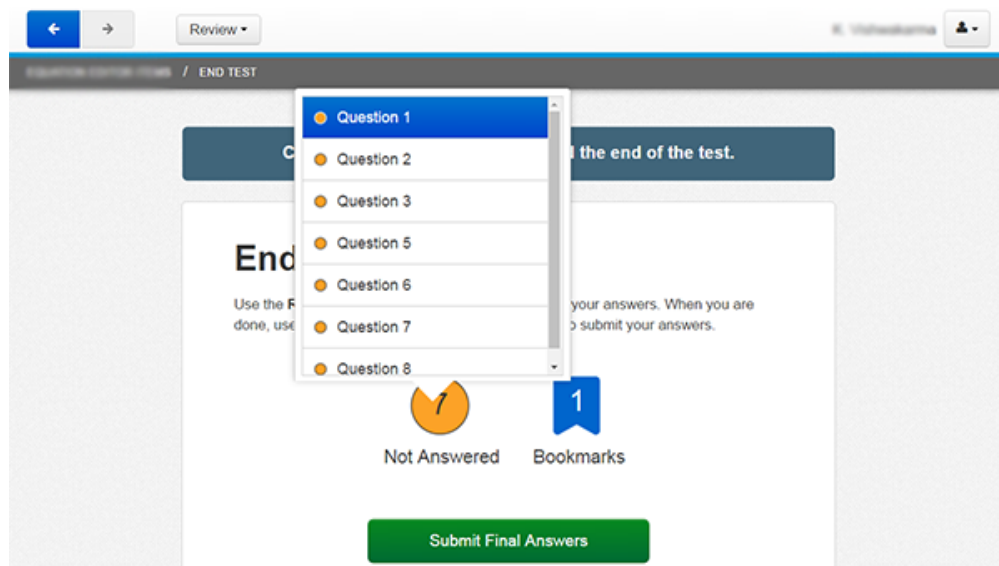 Review
/ END TEST
Question 1
Question 2
Question 3
Question 5
Question 6
Question 7
Question 8
C
the end of the test.
End
Use the R your answers. When you are
done, use o submit your answers.
7 1
Not Answered Bookmarks
Submit Final Answers